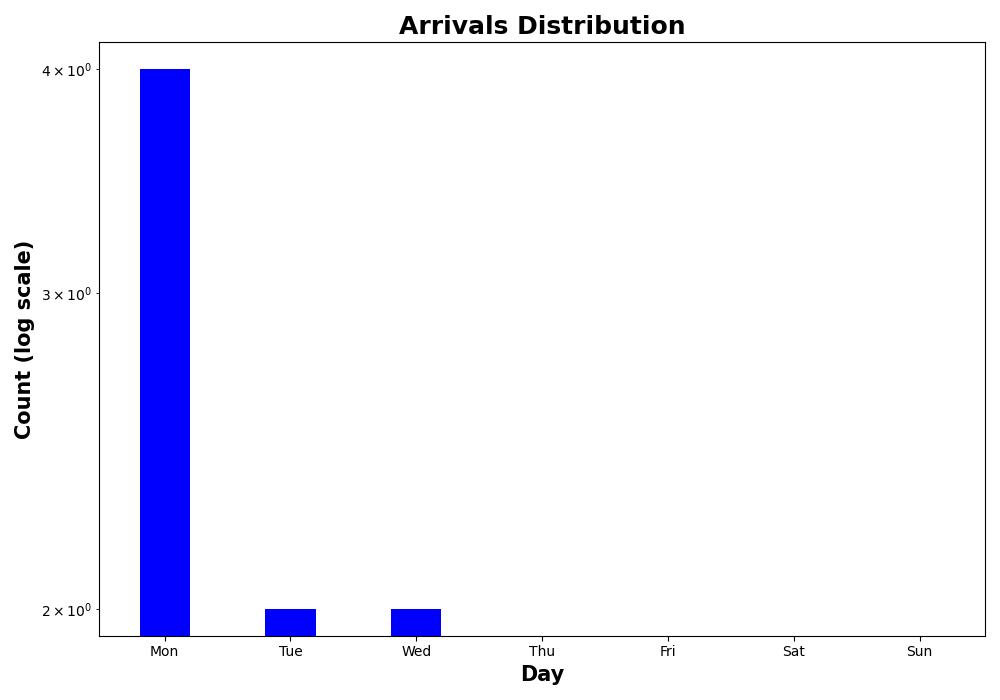 Arrivals Distribution
Count (log scale)
4 × 10⁰
3 × 10⁰
2 × 10⁰
Mon Tue Wed Thu Fri Sat Sun
Day